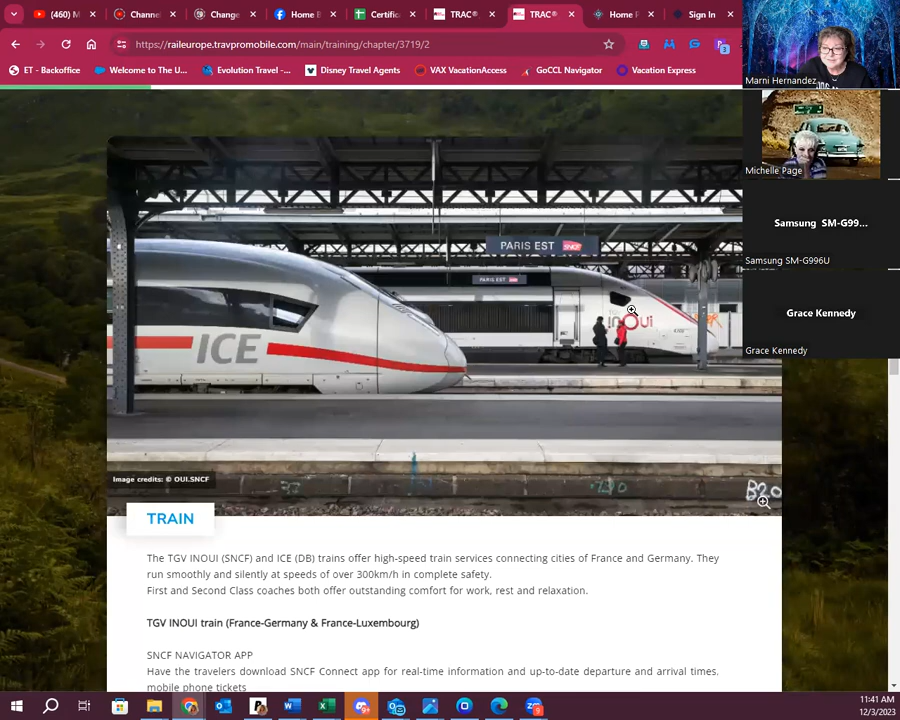 (460) M
Channel
Change
Home B
Certifica
TRAC®
TRAC®
Home P
Sign In
https://raileurope.travpromobile.com/main/training/chapter/3719/2
3
ET - Backoffice
Welcome to The U...
Evolution Travel -...
Disney Travel Agents
VAX VacationAccess
GoCCL Navigator
Vacation Express
Marni Hernandez
Michelle Page
Samsung SM-G99...
Samsung SM-G996U
Grace Kennedy
Grace Kennedy
PARIS EST SNCF
PARIS EST
ICE
inOui
B20
Image credits: © OUI.SNCF
TRAIN
The TGV INOUI (SNCF) and ICE (DB) trains offer high-speed train services connecting cities of France and Germany. They
run smoothly and silently at speeds of over 300km/h in complete safety.
First and Second Class coaches both offer outstanding comfort for work, rest and relaxation.
TGV INOUI train (France-Germany & France-Luxembourg)
SNCF NAVIGATOR APP
Have the travelers download SNCF Connect app for real-time information and up-to-date departure and arrival times.
mobile phone tickets
11:41 AM
12/3/2023